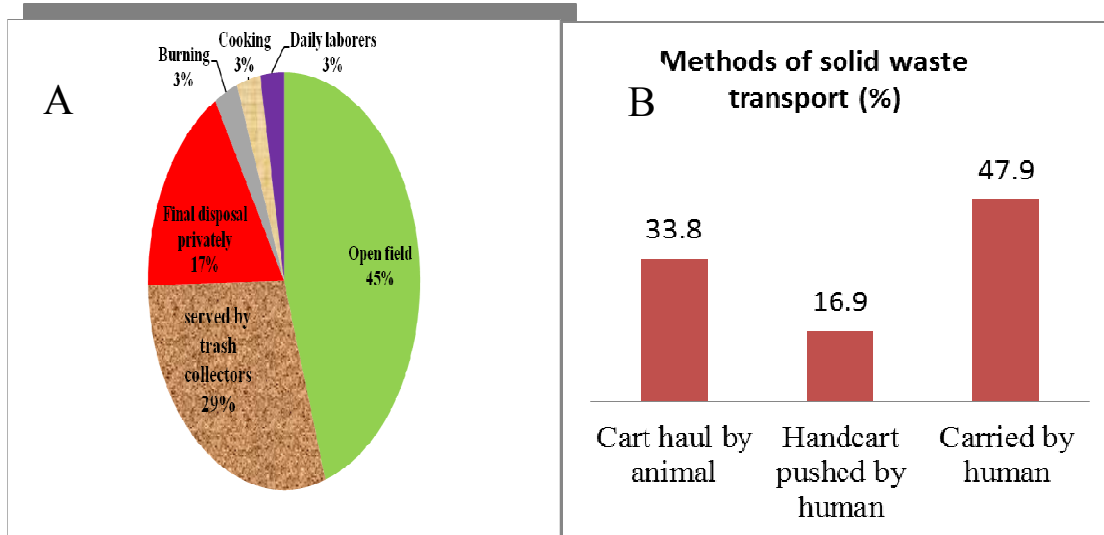 A
Burning
3%
Cooking
3%
Daily laborers
3%
Final disposal
privately
17%
Open field
45%
served by
trash
collectors
29%
B
Methods of solid waste
transport (%)
33.8
16.9
47.9
Cart haul by
animal
Handcart
pushed by
human
Carried by
human